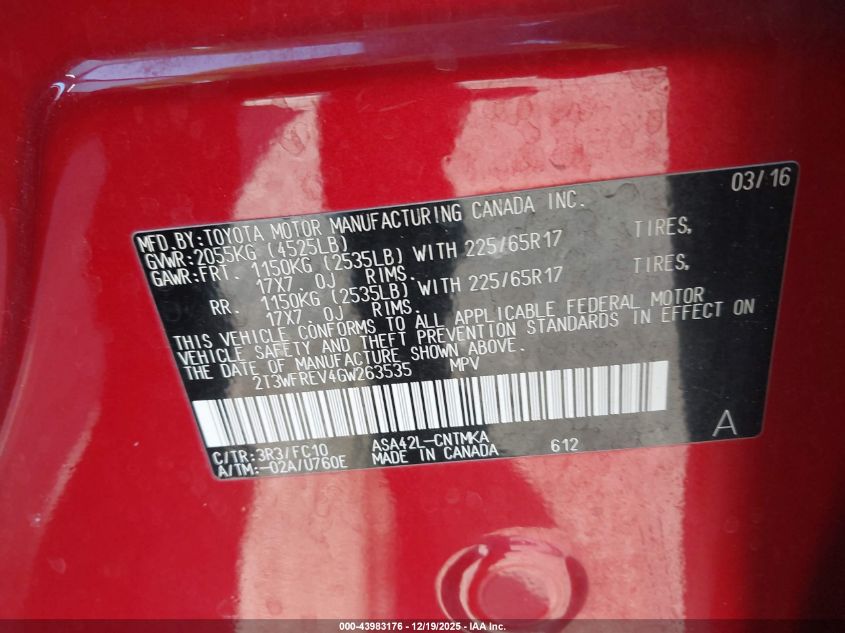 03/16
MFD.BY:TOYOTA MOTOR MANUFACTURING CANADA INC.
GVWR:2055KG (4525LB)
GAWR:FRT. 1150KG (2535LB) WITH 225/65R17 TIRES,
17X7.0J RIMS.
RR. 1150KG (2535LB) WITH 225/65R17 TIRES,
17X7.0J RIMS.
THIS VEHICLE CONFORMS TO ALL APPLICABLE FEDERAL MOTOR
VEHICLE SAFETY AND THEFT PREVENTION STANDARDS IN EFFECT ON
THE DATE OF MANUFACTURE SHOWN ABOVE.
2T3WFREV4GW263535 MPV
C/TR:3R3/FC10 ASA42L-CNTMKA 612 A
A/TM:-02A/U760E MADE IN CANADA
000-43983176 • 12/19/2025 • IAA Inc.